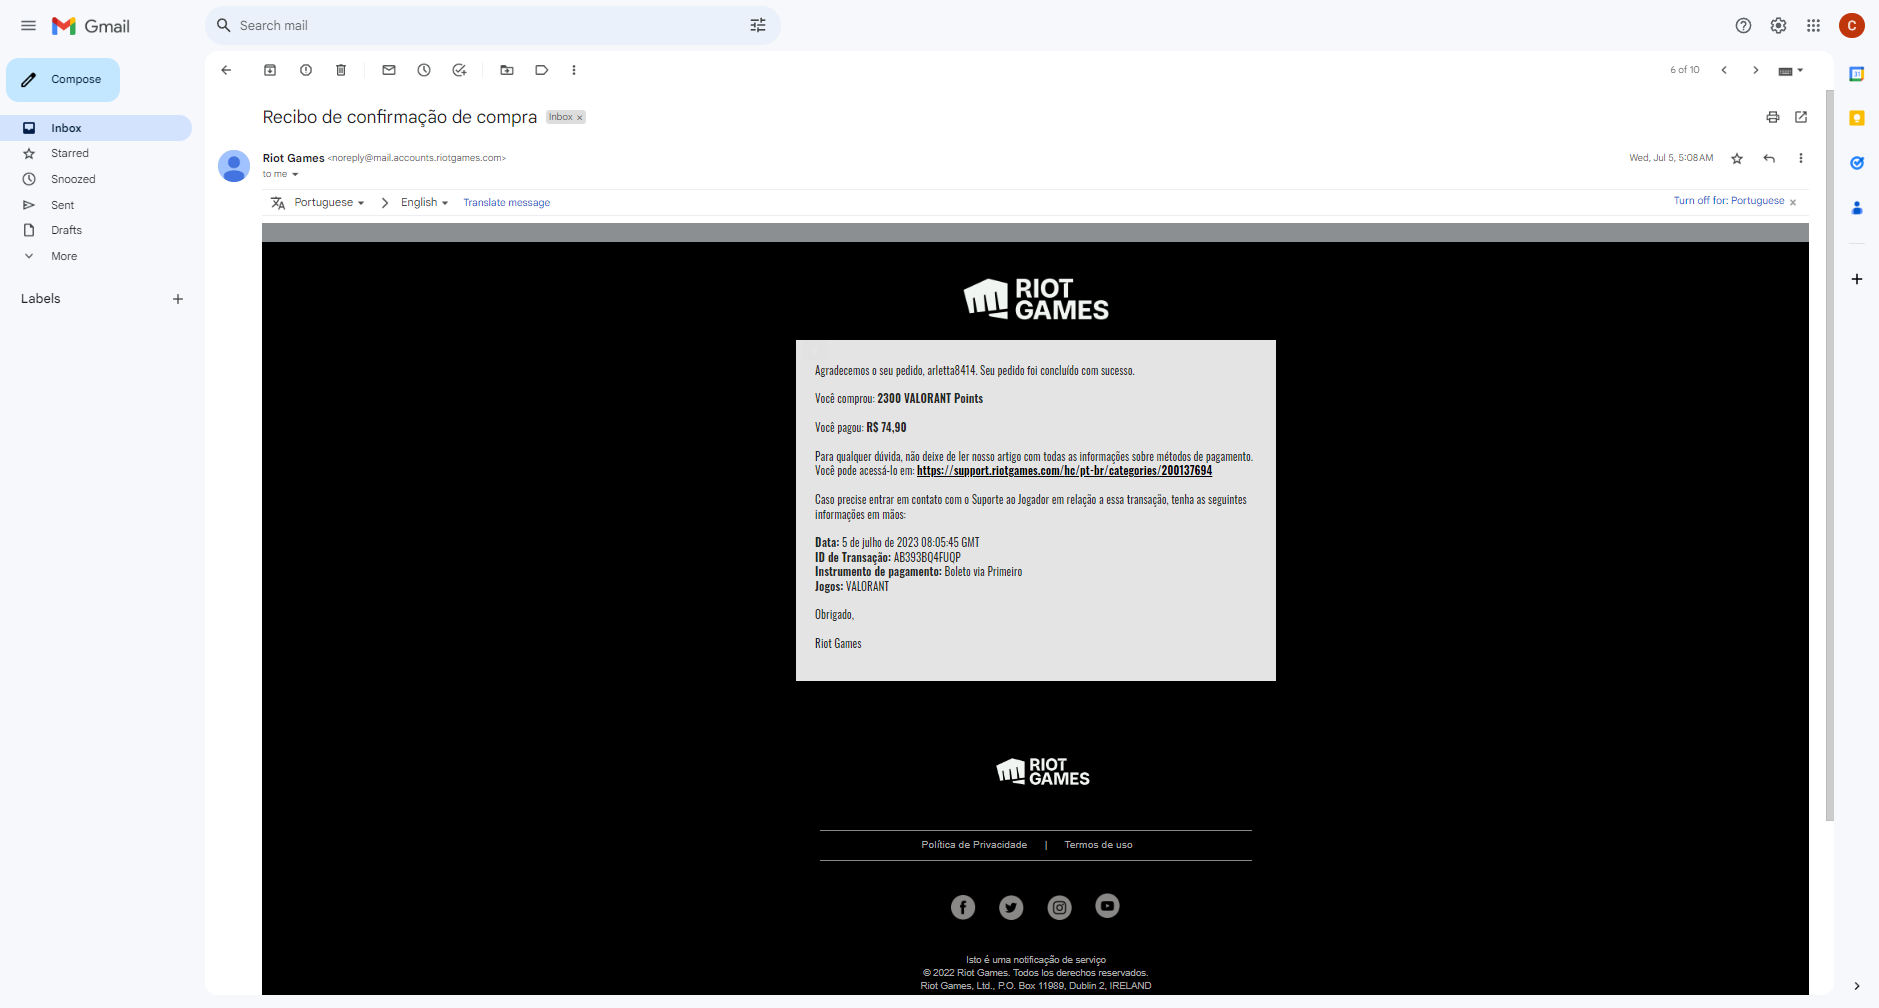 Gmail
Search mail
C
Compose
6 of 10
Recibo de confirmação de compra Inbox x
Inbox
Starred
Snoozed
Sent
Drafts
More
Labels
Riot Games <noreply@mail.accounts.riotgames.com>
Wed, Jul 5, 5:08 AM
to me
Portuguese > English Translate message
Turn off for: Portuguese x
31
RIOT
GAMES
Agradecemos o seu pedido, arletta8414. Seu pedido foi concluído com sucesso.
Você comprou: 2300 VALORANT Points
Você pagou: R$ 74,90
Para qualquer dúvida, não deixe de ler nosso artigo com todas as informações sobre métodos de pagamento.
Você pode acessá-lo em: https://support.riotgames.com/hc/pt-br/categories/200137694
Caso precise entrar em contato com o Suporte ao Jogador em relação a essa transação, tenha as seguintes
informações em mãos:
Data: 5 de julho de 2023 08:05:45 GMT
ID de Transação: AB393BQ4FUQP
Instrumento de pagamento: Boleto via Primeiro
Jogos: VALORANT
Obrigado,
Riot Games
RIOT
GAMES
Política de Privacidade | Termos de uso
Isto é uma notificação de serviço
© 2022 Riot Games. Todos los derechos reservados.
Riot Games, Ltd., P.O. Box 11989, Dublin 2, IRELAND